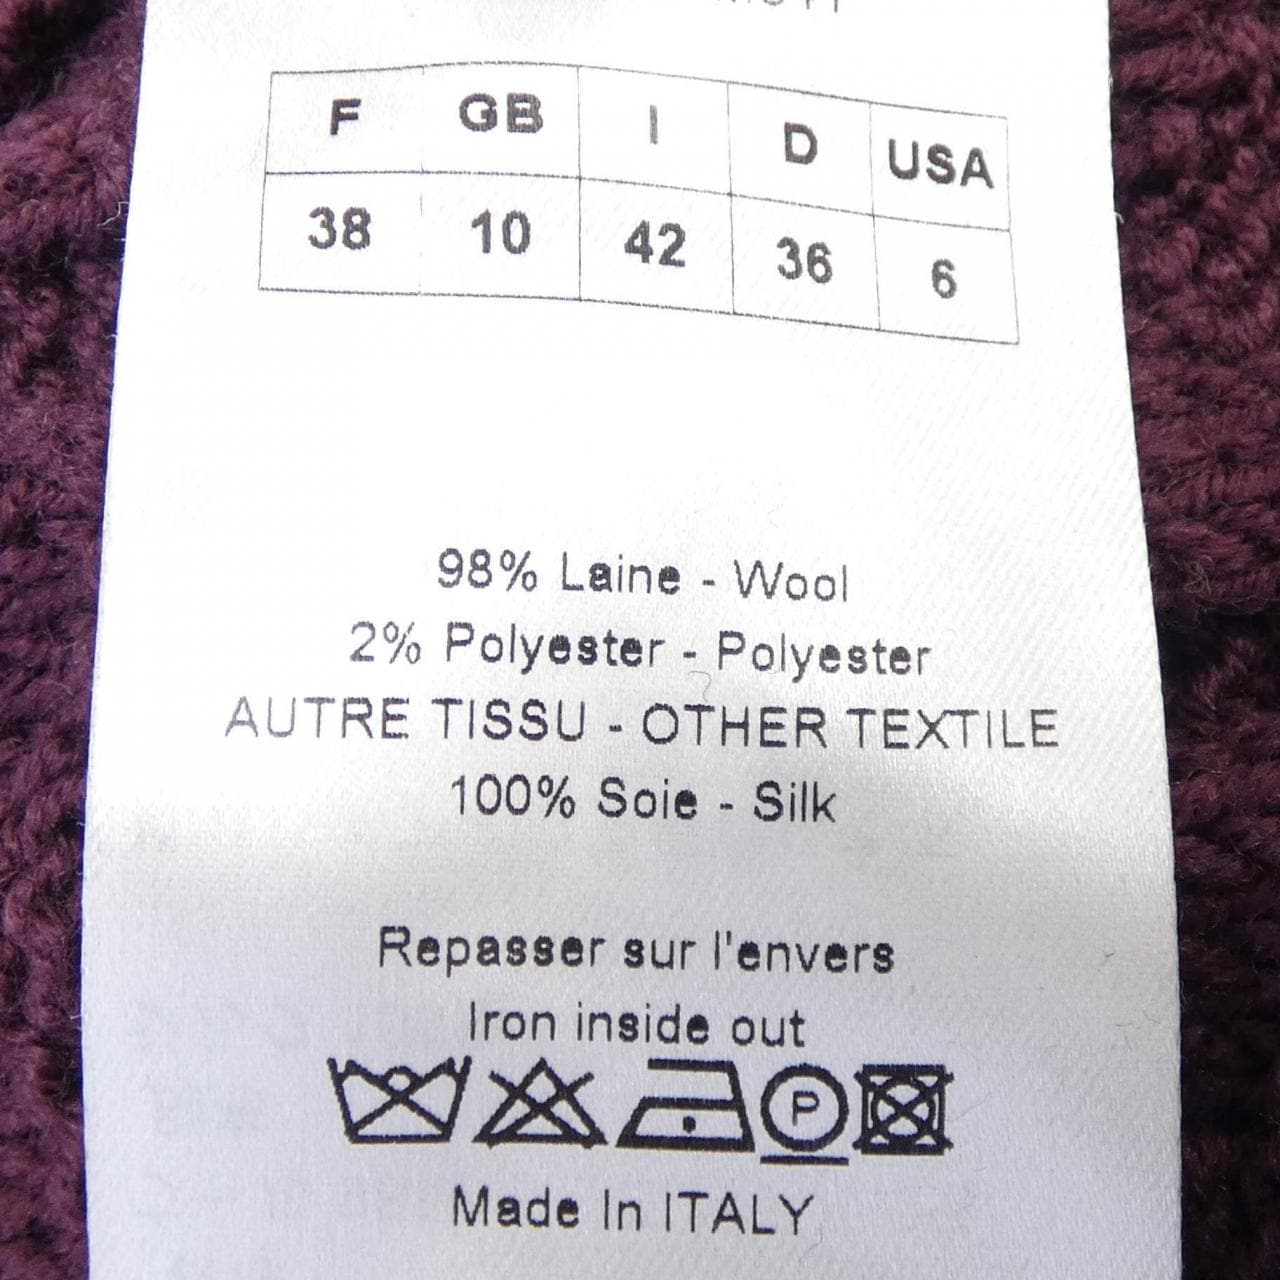 F GB I D USA
38 10 42 36 6
98% Laine - Wool
2% Polyester - Polyester
AUTRE TISSU - OTHER TEXTILE
100% Soie - Silk
Repasser sur l'envers
Iron inside out
P
Made In ITALY